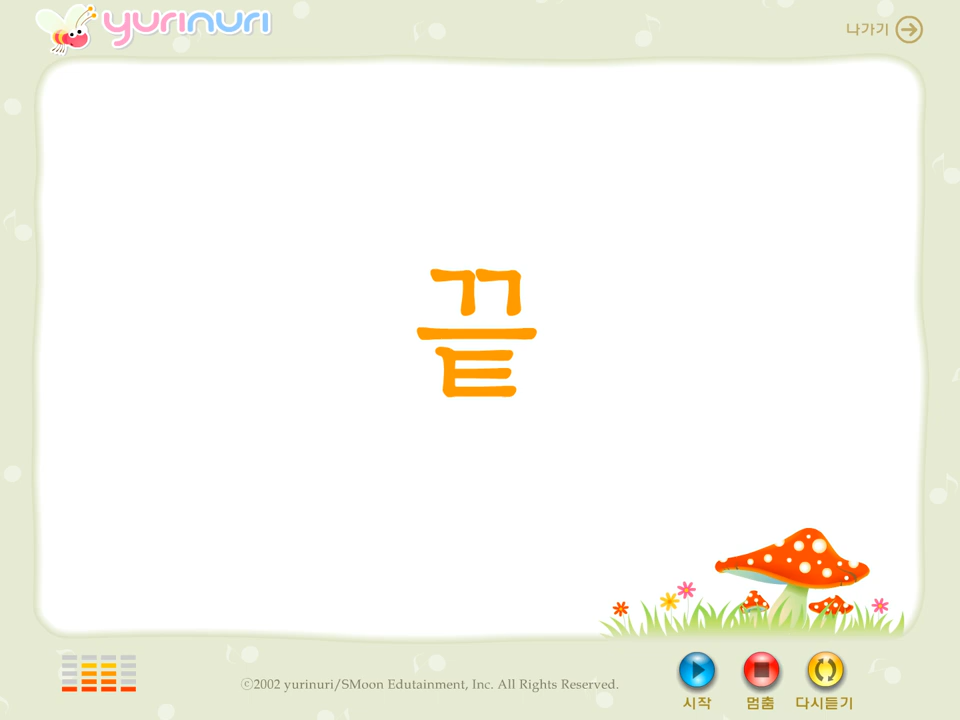 yurinuri
나가기
끝
ⓒ2002 yurinuri/SMoon Edutainment, Inc. All Rights Reserved.
시작 멈춤 다시듣기